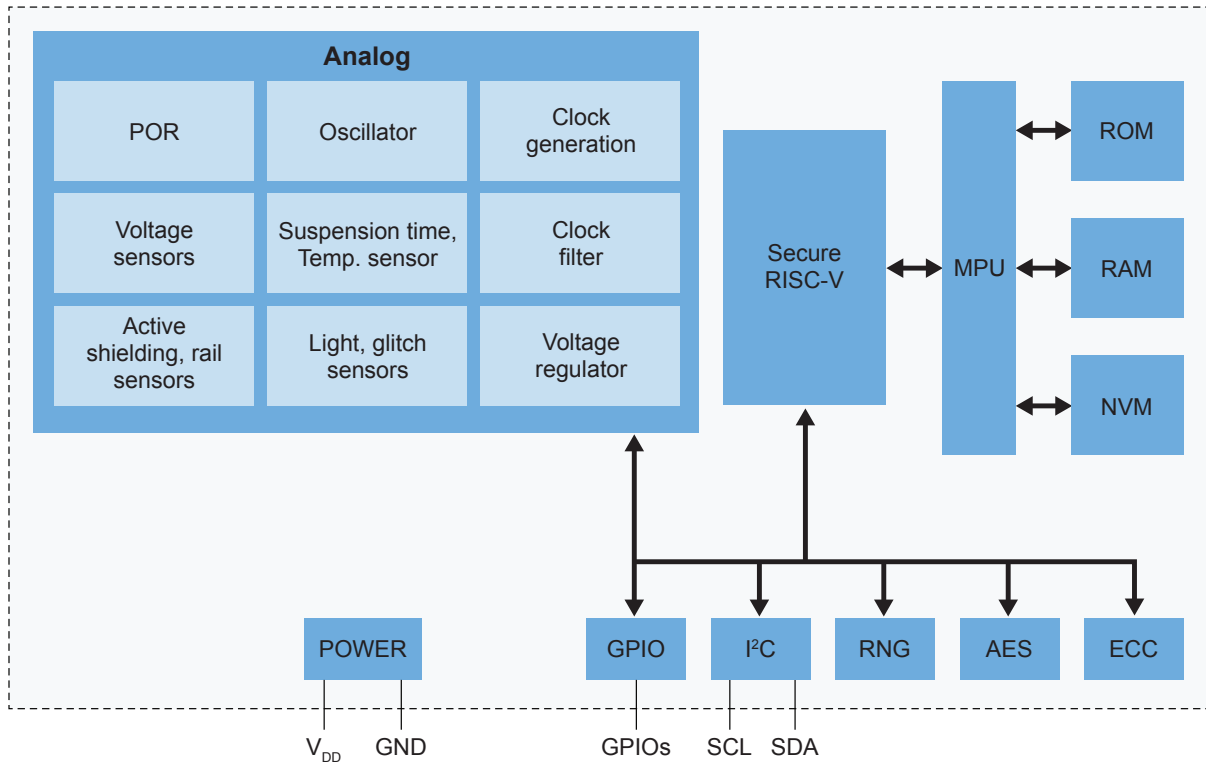 Analog
POR
Oscillator
Clock
generation
Voltage
sensors
Suspension time,
Temp. sensor
Clock
filter
Active
shielding, rail
sensors
Light, glitch
sensors
Voltage
regulator
Secure
RISC-V
MPU
ROM
RAM
NVM
POWER
GPIO
I²C
RNG
AES
ECC
V_DD
GND
GPIOs
SCL
SDA